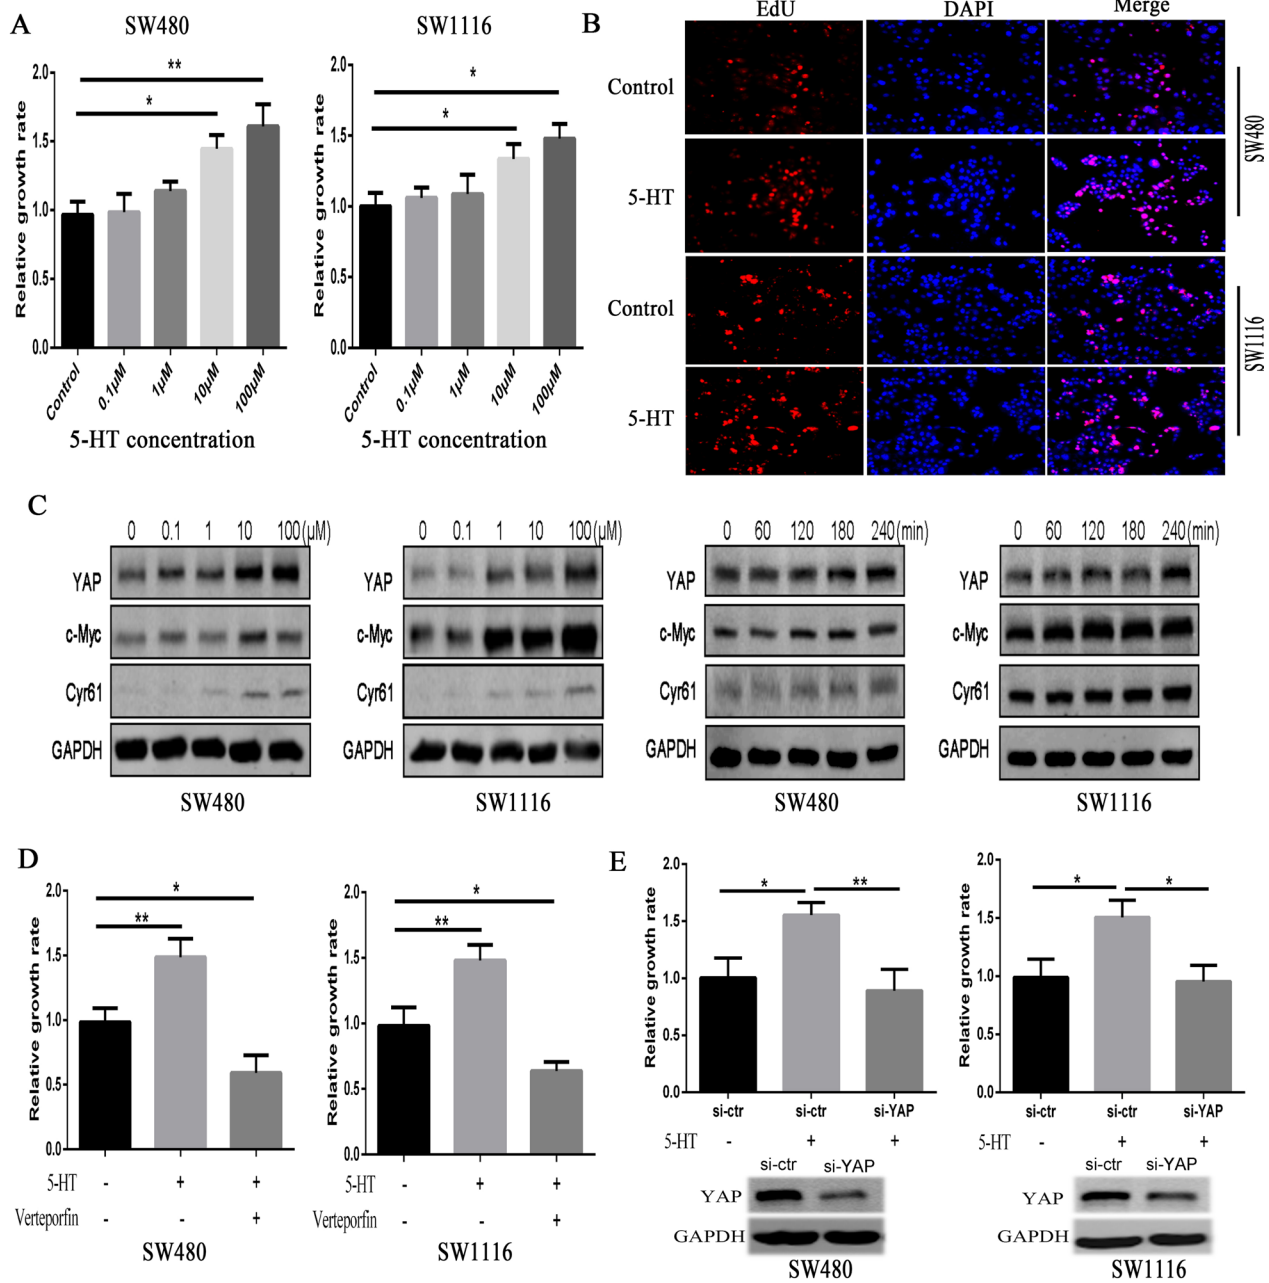 A
SW480
Relative growth rate
2.0
1.5
1.0
0.5
0.0
**
*
Control
0.1μM
1μM
10μM
100μM
5-HT concentration
SW1116
Relative growth rate
2.0
1.5
1.0
0.5
0.0
*
*
Control
0.1μM
1μM
10μM
100μM
5-HT concentration
B
EdU DAPI Merge
Control
5-HT
SW480
Control
5-HT
SW1116
C
0 0.1 1 10 100(μM)
YAP
c-Myc
Cyr61
GAPDH
SW480
0 0.1 1 10 100(μM)
YAP
c-Myc
Cyr61
GAPDH
SW1116
0 60 120 180 240(min)
YAP
c-Myc
Cyr61
GAPDH
SW480
0 60 120 180 240(min)
YAP
c-Myc
Cyr61
GAPDH
SW1116
D
Relative growth rate
2.0
1.5
1.0
0.5
0.0
*
**
5-HT - + +
Verteporfin - - +
SW480
Relative growth rate
2.0
1.5
1.0
0.5
0.0
*
**
5-HT - + +
Verteporfin - - +
SW1116
E
Relative growth rate
2.0
1.5
1.0
0.5
0.0
* **
si-ctr si-ctr si-YAP
5-HT - + +
si-ctr si-YAP
YAP
GAPDH
SW480
Relative growth rate
2.0
1.5
1.0
0.5
0.0
* *
si-ctr si-ctr si-YAP
5-HT - + +
si-ctr si-YAP
YAP
GAPDH
SW1116